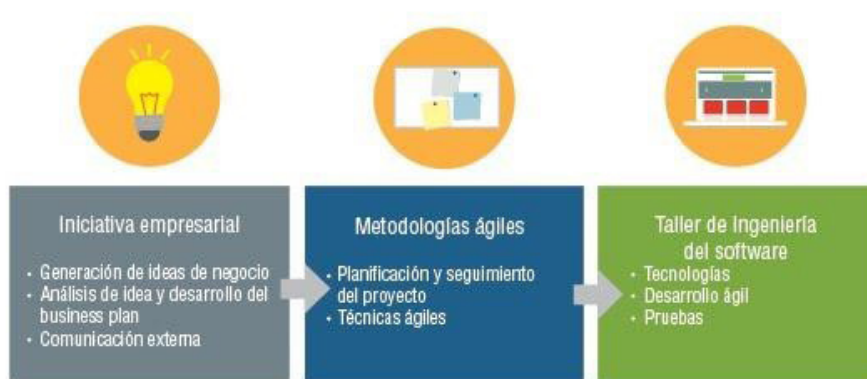 Iniciativa empresarial
• Generación de ideas de negocio
• Análisis de idea y desarrollo del
business plan
• Comunicación externa
Metodologías ágiles
• Planificación y seguimiento
del proyecto
• Técnicas ágiles
Taller de Ingeniería
del software
• Tecnologías
• Desarrollo ágil
• Pruebas